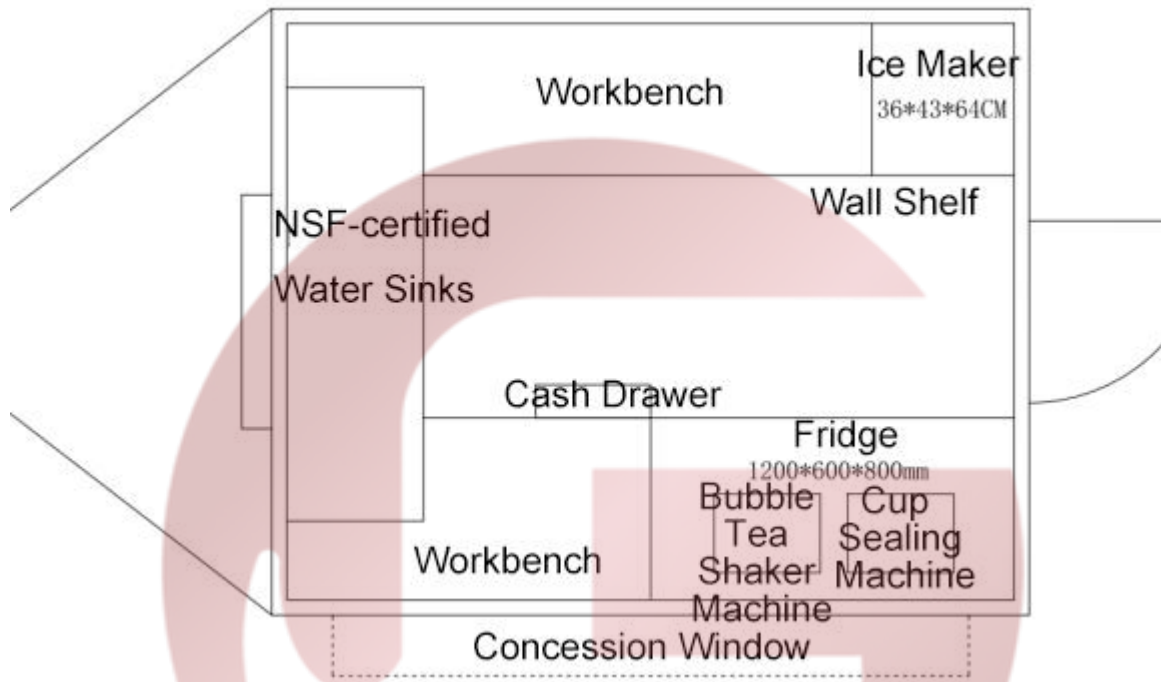 Ice Maker
Workbench
36*43*64CM
Wall Shelf
NSF-certified
Water Sinks
Cash Drawer
Fridge
1200*600*800mm
Bubble
Tea
Shaker
Machine
Cup
Sealing
Machine
Workbench
Concession Window